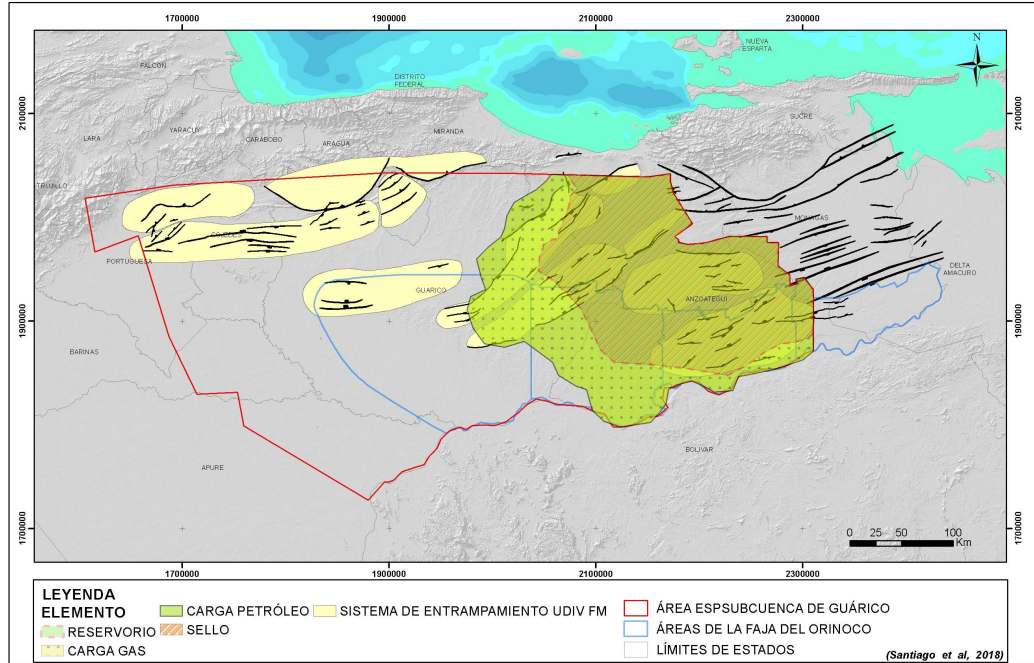 1700000 1900000 2100000 2300000
NUEVA
ESPARTA
N
FALCON
DISTRITO
FEDERAL
2100000 2100000
SUCRE
YARACUY
MIRANDA
LARA
CARABOBO
ARAGUA
TRUJILLO
MONAGAS
COJEDES
PORTUGUESA
DELTA
AMACURO
GUARICO
ANZOATEGUI
1900000 1900000
BARINAS
BOLIVAR
APURE
0 25 50 100
Km
1700000 1700000
1700000 1900000 2100000 2300000
LEYENDA
ELEMENTO
RESERVORIO
CARGA GAS
CARGA PETRÓLEO
SELLO
SISTEMA DE ENTRAMPAMIENTO UDIV FM
ÁREA ESPSUBCUENCA DE GUÁRICO
ÁREAS DE LA FAJA DEL ORINOCO
LÍMITES DE ESTADOS
(Santiago et al, 2018)